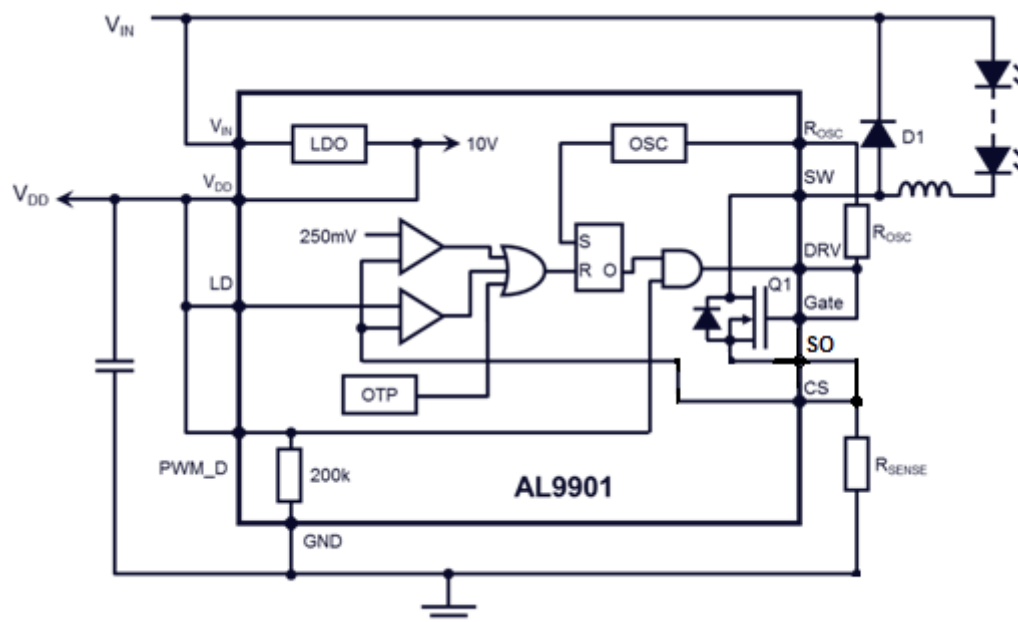 VIN
VIN
LDO
10V
OSC
ROSC
D1
VDD
VDD
SW
250mV
S
R O
ROSC
DRV
LD
Q1
Gate
SO
OTP
CS
PWM_D
200k
AL9901
RSENSE
GND